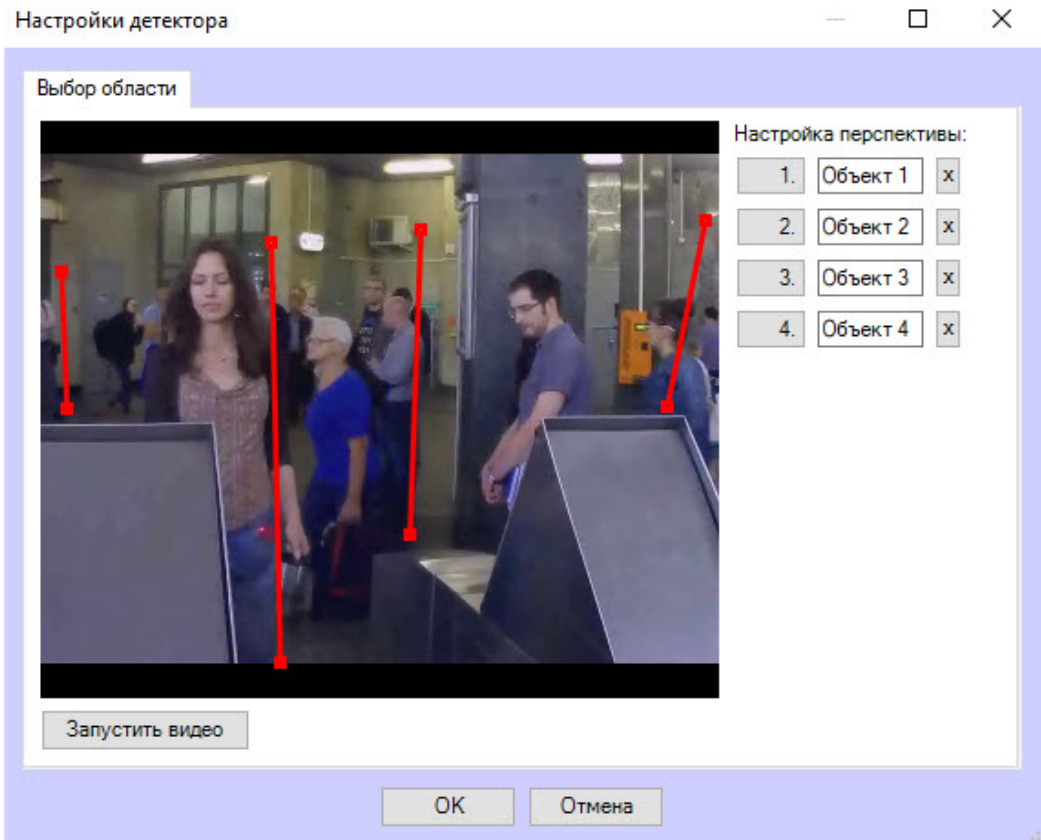 Настройки детектора
Выбор области
Настройка перспективы:
1. Объект 1 x
2. Объект 2 x
3. Объект 3 x
4. Объект 4 x
Запустить видео
OK Отмена